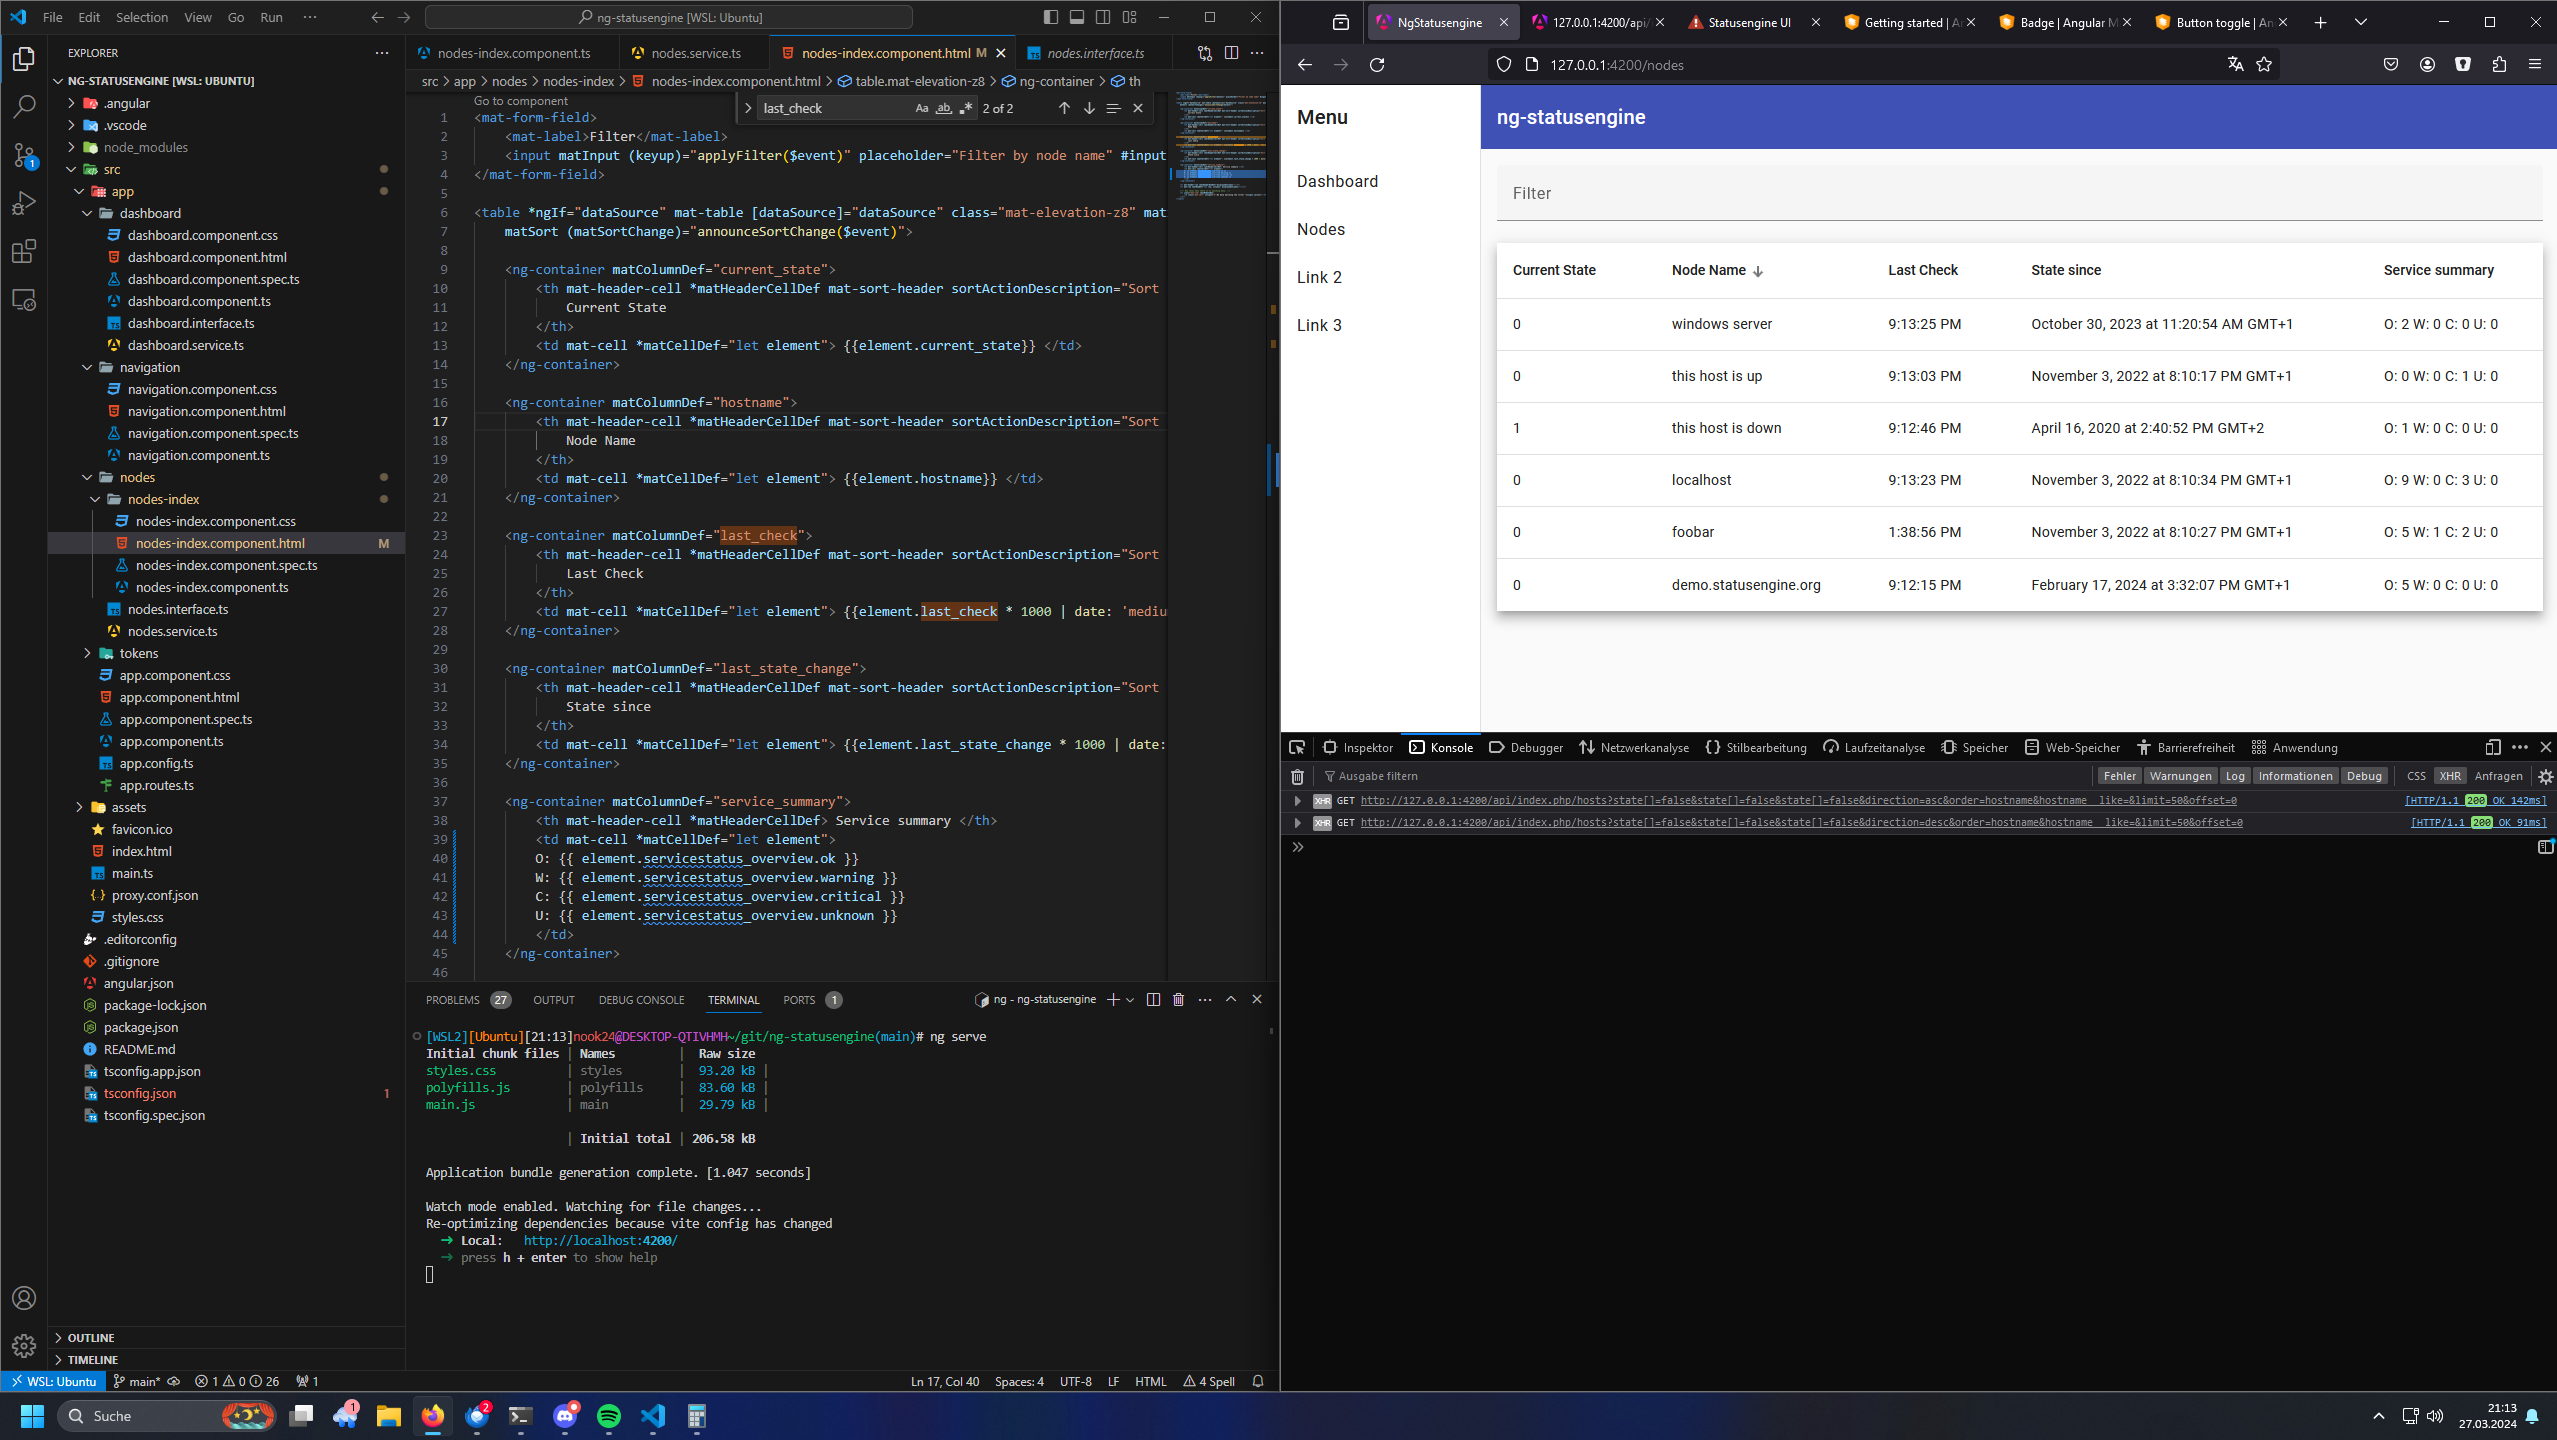 File Edit Selection View Go Run ··· ng-statusengine [WSL: Ubuntu]
EXPLORER
NG-STATUSENGINE [WSL: UBUNTU]
.angular
.vscode
node_modules
src
app
dashboard
dashboard.component.css
dashboard.component.html
dashboard.component.spec.ts
dashboard.component.ts
dashboard.interface.ts
dashboard.service.ts
navigation
navigation.component.css
navigation.component.html
navigation.component.spec.ts
navigation.component.ts
nodes
nodes-index
nodes-index.component.css
nodes-index.component.html M
nodes-index.component.spec.ts
nodes-index.component.ts
nodes.interface.ts
nodes.service.ts
tokens
app.component.css
app.component.html
app.component.spec.ts
app.component.ts
app.config.ts
app.routes.ts
assets
favicon.ico
index.html
main.ts
proxy.conf.json
styles.css
.editorconfig
.gitignore
angular.json
package-lock.json
package.json
README.md
tsconfig.app.json
tsconfig.json 1
tsconfig.spec.json
OUTLINE
TIMELINE
1
nodes-index.component.ts nodes.service.ts nodes-index.component.html M nodes.interface.ts
src > app > nodes > nodes-index > nodes-index.component.html > table.mat-elevation-z8 > ng-container > th
Go to component
last_check Aa ab .* 2 of 2
1 <mat-form-field>
2 <mat-label>Filter</mat-label>
3 <input matInput (keyup)="applyFilter($event)" placeholder="Filter by node name" #input
4 </mat-form-field>
5
6 <table *ngIf="dataSource" mat-table [dataSource]="dataSource" class="mat-elevation-z8" mat
7 matSort (matSortChange)="announceSortChange($event)">
8
9 <ng-container matColumnDef="current_state">
10 <th mat-header-cell *matHeaderCellDef mat-sort-header sortActionDescription="Sort
11 Current State
12 </th>
13 <td mat-cell *matCellDef="let element"> {{element.current_state}} </td>
14 </ng-container>
15
16 <ng-container matColumnDef="hostname">
17 <th mat-header-cell *matHeaderCellDef mat-sort-header sortActionDescription="Sort
18 Node Name
19 </th>
20 <td mat-cell *matCellDef="let element"> {{element.hostname}} </td>
21 </ng-container>
22
23 <ng-container matColumnDef="last_check">
24 <th mat-header-cell *matHeaderCellDef mat-sort-header sortActionDescription="Sort
25 Last Check
26 </th>
27 <td mat-cell *matCellDef="let element"> {{element.last_check * 1000 | date: 'mediu
28 </ng-container>
29
30 <ng-container matColumnDef="last_state_change">
31 <th mat-header-cell *matHeaderCellDef mat-sort-header sortActionDescription="Sort
32 State since
33 </th>
34 <td mat-cell *matCellDef="let element"> {{element.last_state_change * 1000 | date:
35 </ng-container>
36
37 <ng-container matColumnDef="service_summary">
38 <th mat-header-cell *matHeaderCellDef> Service summary </th>
39 <td mat-cell *matCellDef="let element">
40 O: {{ element.servicestatus_overview.ok }}
41 W: {{ element.servicestatus_overview.warning }}
42 C: {{ element.servicestatus_overview.critical }}
43 U: {{ element.servicestatus_overview.unknown }}
44 </td>
45 </ng-container>
46
PROBLEMS 27 OUTPUT DEBUG CONSOLE TERMINAL PORTS 1 ng - ng-statusengine
[WSL2][Ubuntu][21:13]nook24@DESKTOP-QTIVHMH~/git/ng-statusengine(main)# ng serve
Initial chunk files | Names | Raw size
styles.css | styles | 93.20 kB |
polyfills.js | polyfills | 83.60 kB |
main.js | main | 29.79 kB |
| Initial total | 206.58 kB
Application bundle generation complete. [1.047 seconds]
Watch mode enabled. Watching for file changes...
Re-optimizing dependencies because vite config has changed
➜ Local: http://localhost:4200/
➜ press h + enter to show help
WSL: Ubuntu main* 1 0 26 1 Ln 17, Col 40 Spaces: 4 UTF-8 LF HTML 4 Spell
NgStatusengine 127.0.0.1:4200/api/ Statusengine UI Getting started | An Badge | Angular M Button toggle | An
127.0.0.1:4200/nodes
Menu
Dashboard
Nodes
Link 2
Link 3
ng-statusengine
Filter
Current State Node Name Last Check State since Service summary
0 windows server 9:13:25 PM October 30, 2023 at 11:20:54 AM GMT+1 O: 2 W: 0 C: 0 U: 0
0 this host is up 9:13:03 PM November 3, 2022 at 8:10:17 PM GMT+1 O: 0 W: 0 C: 1 U: 0
1 this host is down 9:12:46 PM April 16, 2020 at 2:40:52 PM GMT+2 O: 1 W: 0 C: 0 U: 0
0 localhost 9:13:23 PM November 3, 2022 at 8:10:34 PM GMT+1 O: 9 W: 0 C: 3 U: 0
0 foobar 1:38:56 PM November 3, 2022 at 8:10:27 PM GMT+1 O: 5 W: 1 C: 2 U: 0
0 demo.statusengine.org 9:12:15 PM February 17, 2024 at 3:32:07 PM GMT+1 O: 5 W: 0 C: 0 U: 0
Inspektor Konsole Debugger Netzwerkanalyse Stilbearbeitung Laufzeitanalyse Speicher Web-Speicher Barrierefreiheit Anwendung
Ausgabe filtern Fehler Warnungen Log Informationen Debug CSS XHR Anfragen
XHR GET http://127.0.0.1:4200/api/index.php/hosts?state[]=false&state[]=false&state[]=false&direction=asc&order=hostname&hostname__like=&limit=50&offset=0 [HTTP/1.1 200 OK 142ms]
XHR GET http://127.0.0.1:4200/api/index.php/hosts?state[]=false&state[]=false&state[]=false&direction=desc&order=hostname&hostname__like=&limit=50&offset=0 [HTTP/1.1 200 OK 91ms]
Suche 1 2 21:13
27.03.2024